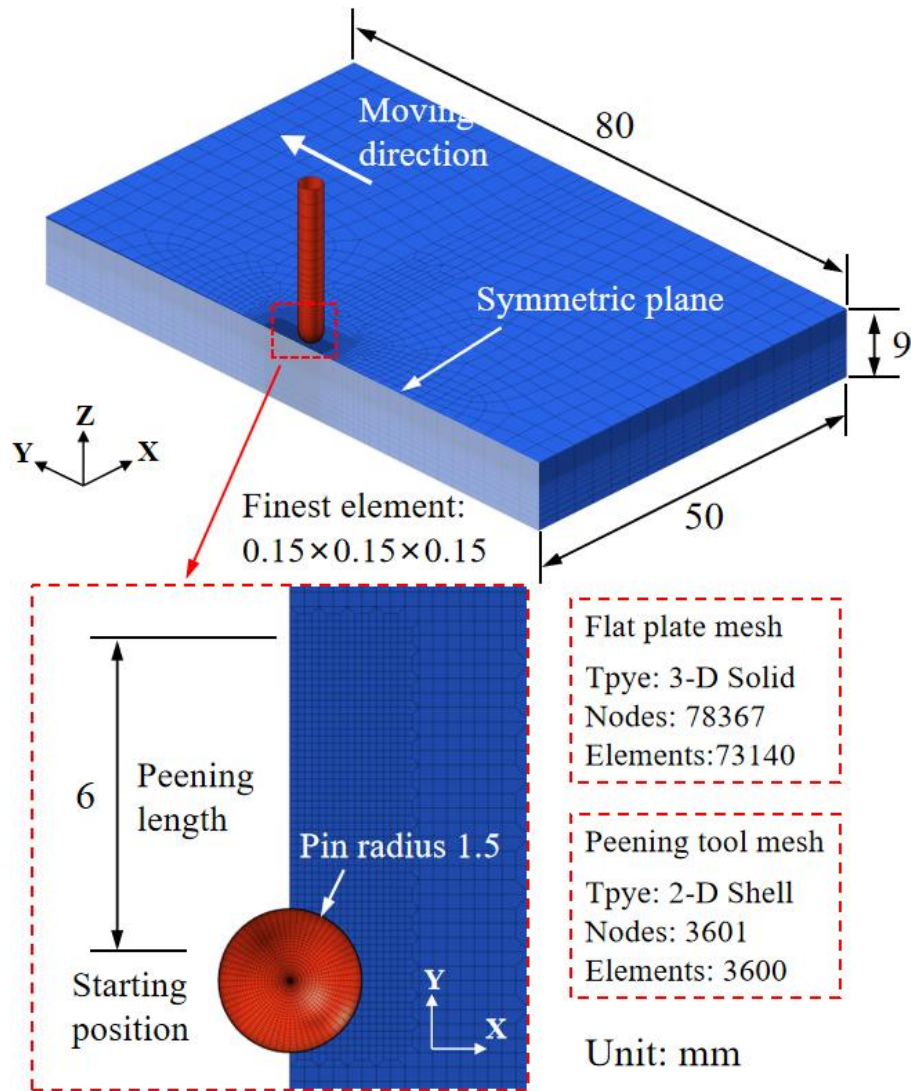 Moving
direction
80
Symmetric plane
9
Z
Y
X
50
Finest element:
0.15×0.15×0.15
6
Peening
length
Pin radius 1.5
Starting
position
Y
X
Flat plate mesh
Tpye: 3-D Solid
Nodes: 78367
Elements:73140
Peening tool mesh
Tpye: 2-D Shell
Nodes: 3601
Elements: 3600
Unit: mm